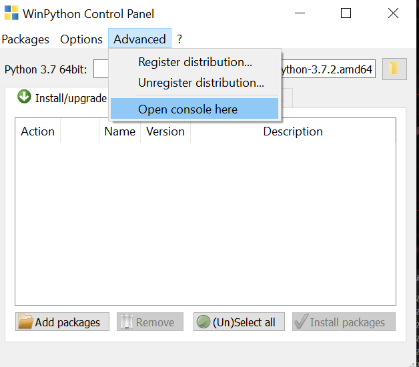 WinPython Control Panel
Packages Options Advanced ?
Register distribution...
Python 3.7 64bit: ython-3.7.2.amd64
Unregister distribution...
Install/upgrade
Open console here
Action Name Version Description
Add packages Remove (Un)Select all Install packages